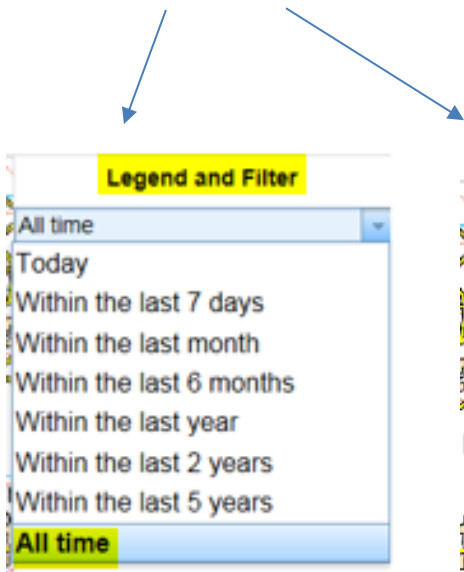 Legend and Filter
All time
Today
Within the last 7 days
Within the last month
Within the last 6 months
Within the last year
Within the last 2 years
Within the last 5 years
All time